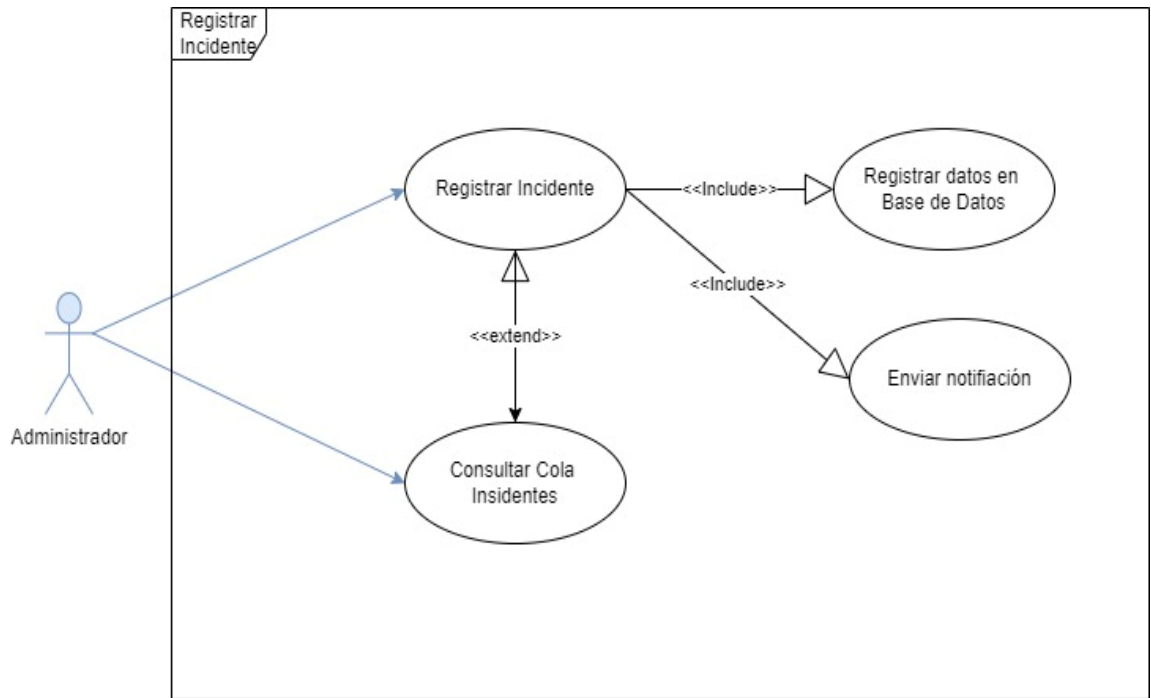 Registrar
Incidente
Registrar Incidente
<<Include>>
Registrar datos en
Base de Datos
<<Include>>
<<extend>>
Enviar notifiación
Administrador
Consultar Cola
Insidentes